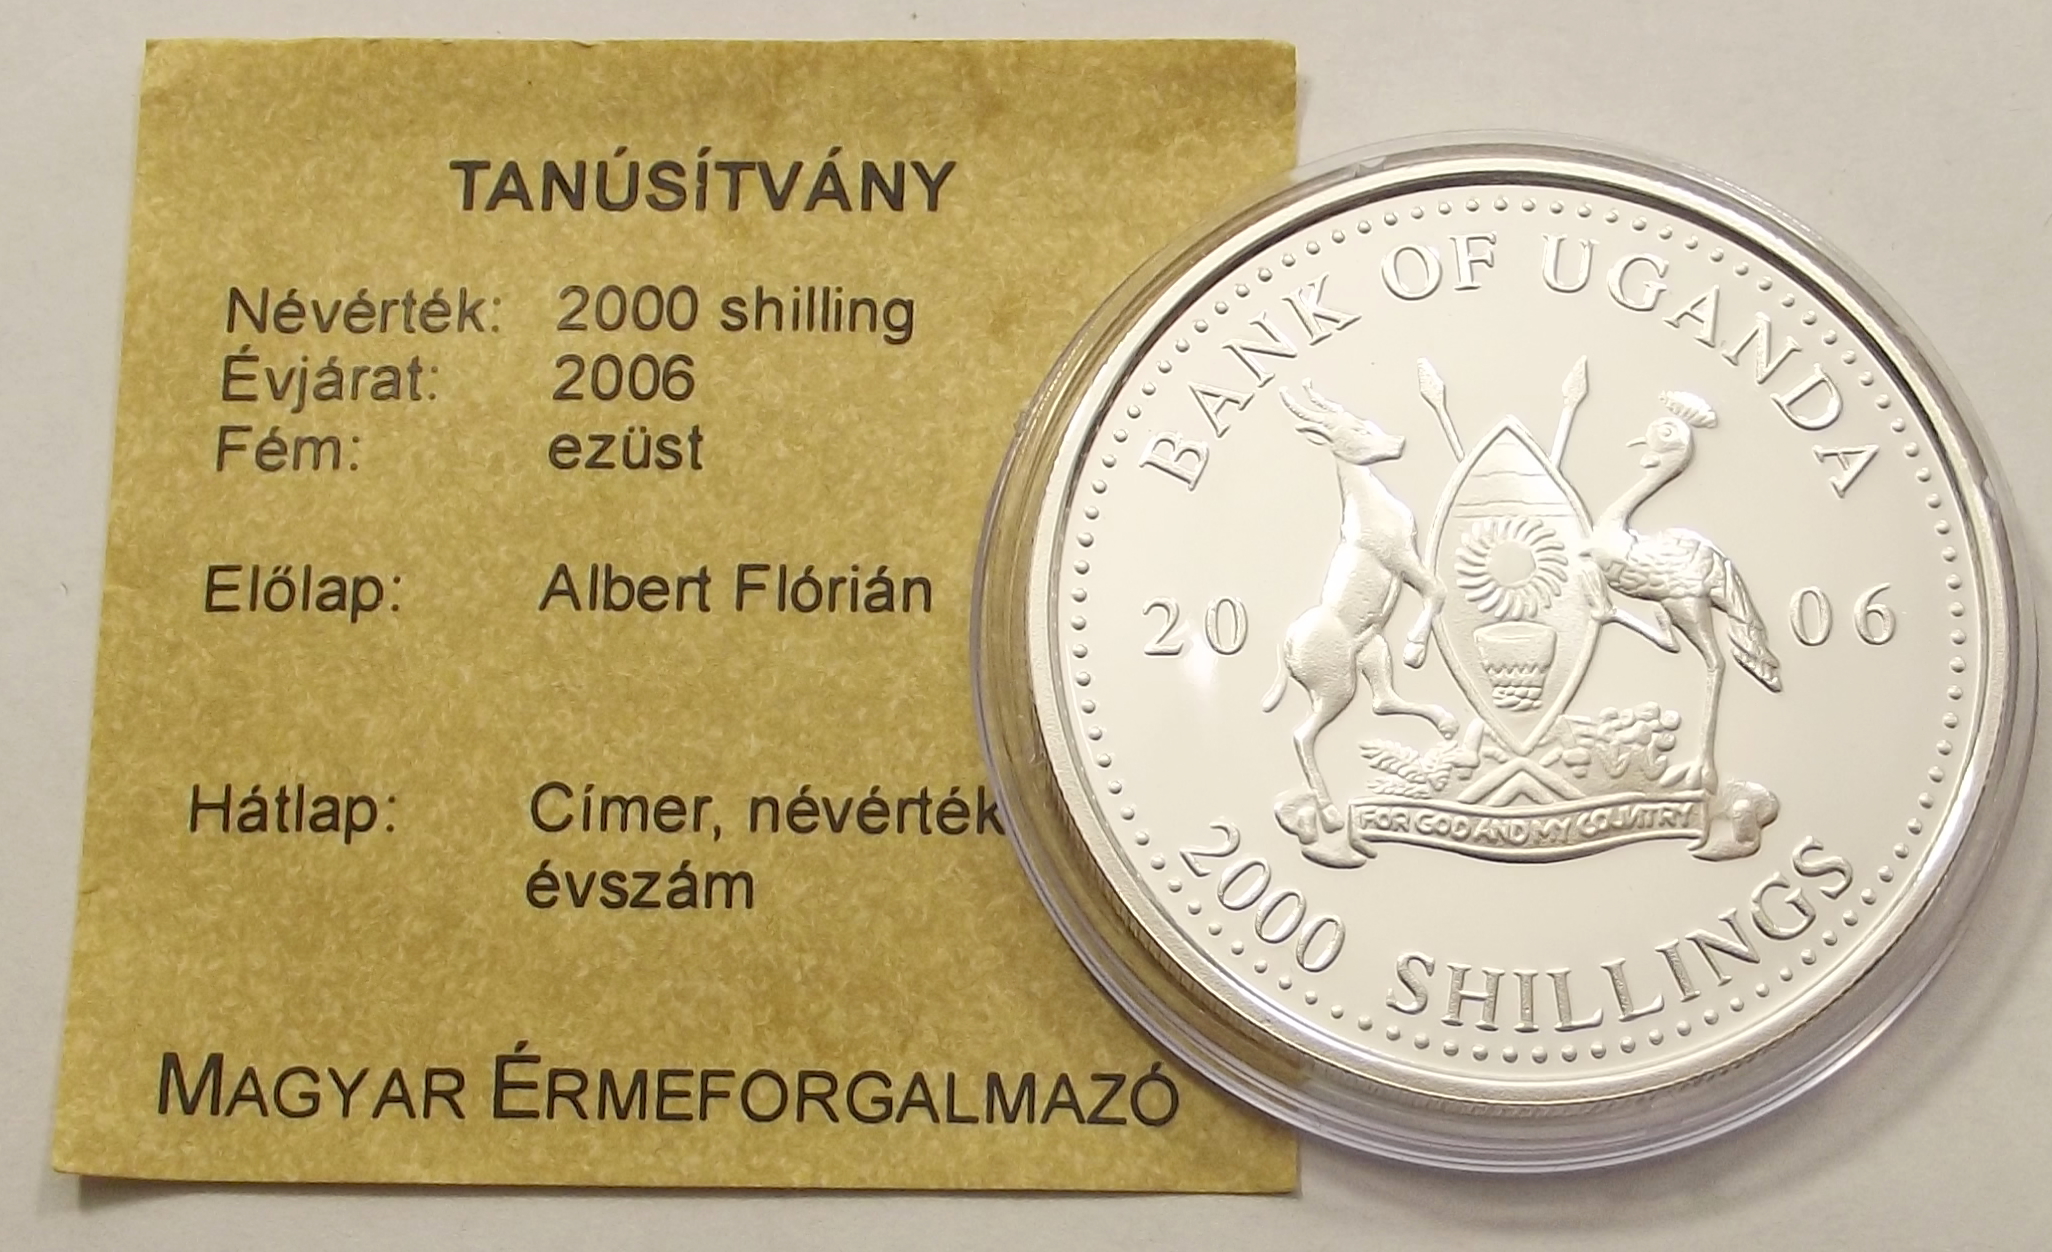 TANÚSÍTVÁNY
Névérték: 2000 shilling
Évjárat: 2006
Fém: ezüst
Előlap: Albert Flórián
Hátlap: Címer, névérték
évszám
MAGYAR ÉRMEFORGALMAZÓ
BANK OF UGANDA
20 06
FOR GOD AND MY COUNTRY
2000 SHILLINGS